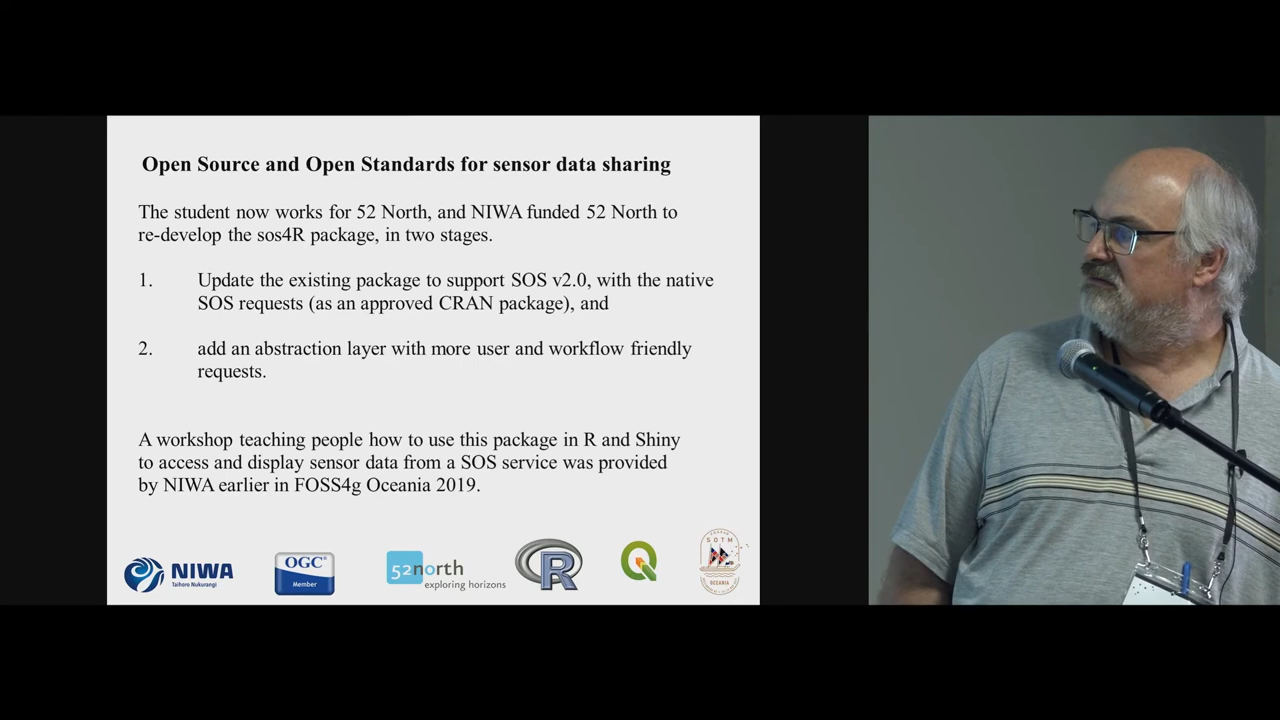 Open Source and Open Standards for sensor data sharing
The student now works for 52 North, and NIWA funded 52 North to
re-develop the sos4R package, in two stages.
1. Update the existing package to support SOS v2.0, with the native
SOS requests (as an approved CRAN package), and
2. add an abstraction layer with more user and workflow friendly
requests.
A workshop teaching people how to use this package in R and Shiny
to access and display sensor data from a SOS service was provided
by NIWA earlier in FOSS4g Oceania 2019.
NIWA
Taihoro Nukurangi
OGC®
Member
52north
exploring horizons
R
Q
SOTM
OCEANIA